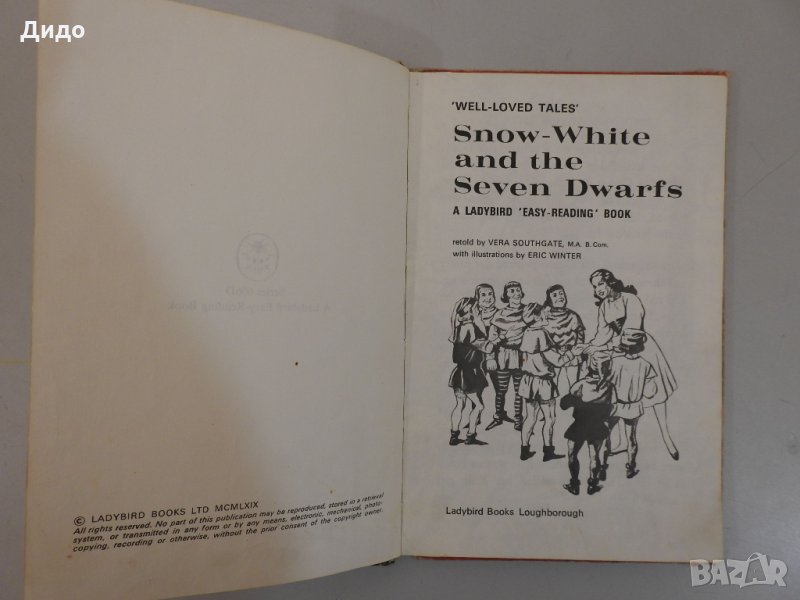 Дидо
© LADYBIRD BOOKS LTD MCMLXIX
All rights reserved. No part of this publication may be reproduced, stored in a retrieval
system, or transmitted in any form or by any means, electronic, mechanical, photo-
copying, recording or otherwise, without the prior consent of the copyright owner.
'WELL-LOVED TALES'
Snow-White
and the
Seven Dwarfs
A LADYBIRD 'EASY-READING' BOOK
retold by VERA SOUTHGATE, M.A. B.Com.
with illustrations by ERIC WINTER
Ladybird Books Loughborough
BAZAR